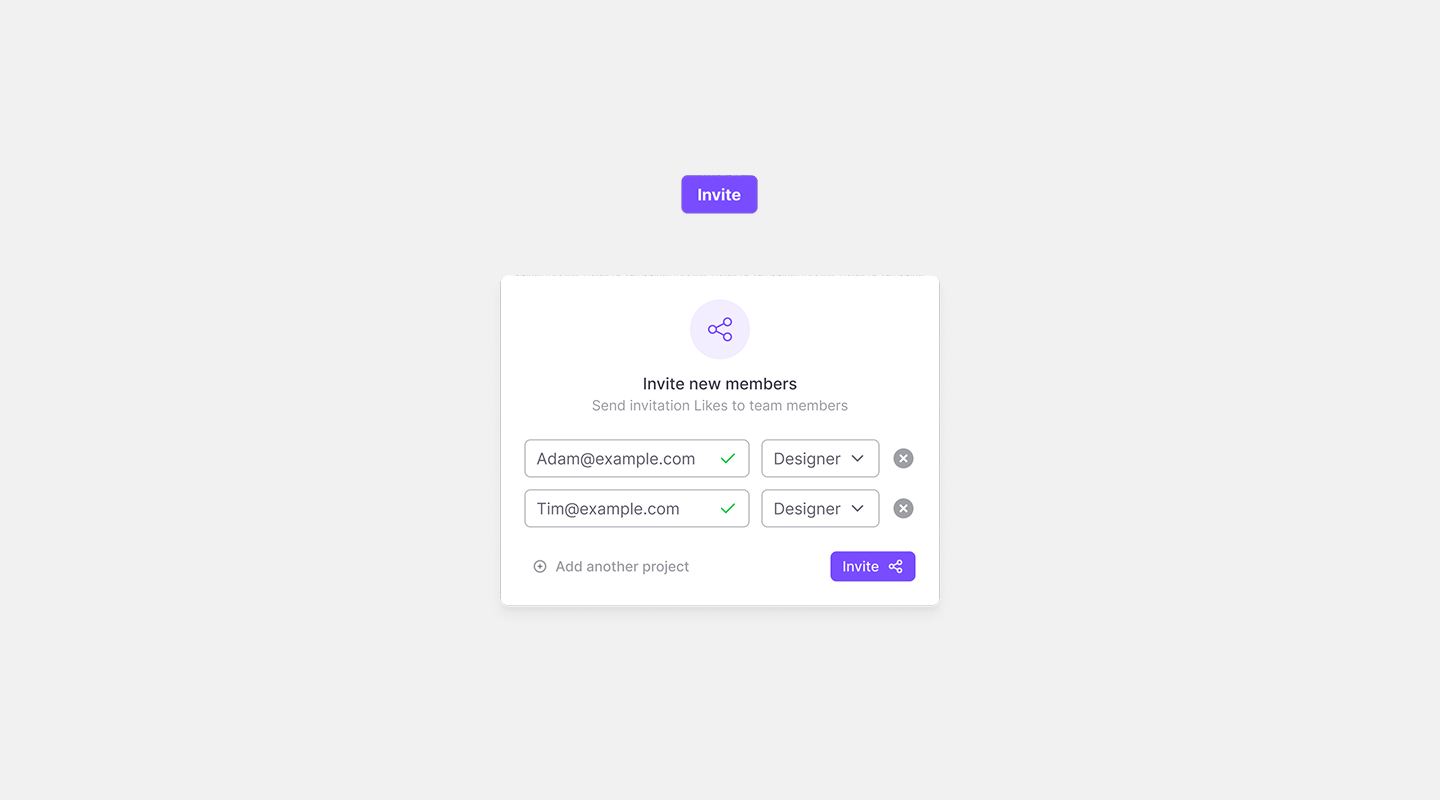 Invite
Invite new members
Send invitation Likes to team members
Adam@example.com Designer
Tim@example.com Designer
Add another project Invite